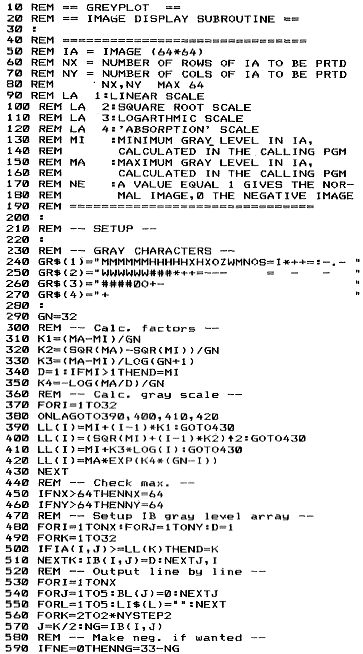 10 REM == GREYPLOT ==
20 REM == IMAGE DISPLAY SUBROUTINE ==
30 :
40 REM ================================
50 REM IA = IMAGE (64*64)
60 REM NX = NUMBER OF ROWS OF IA TO BE PRTD
70 REM NY = NUMBER OF COLS OF IA TO BE PRTD
80 REM NX,NY MAX 64
90 REM LA 1:LINEAR SCALE
100 REM LA 2:SQUARE ROOT SCALE
110 REM LA 3:LOGARTHMIC SCALE
120 REM LA 4:'ABSORPTION' SCALE
130 REM MI :MINIMUM GRAY LEVEL IN IA,
140 REM CALCULATED IN THE CALLING PGM
150 REM MA :MAXIMUM GRAY LEVEL IN IA,
160 REM CALCULATED IN THE CALLING PGM
170 REM NE :A VALUE EQUAL 1 GIVES THE NOR-
180 REM MAL IMAGE,0 THE NEGATIVE IMAGE
190 REM ================================
200 :
210 REM -- SETUP --
220 :
230 REM -- GRAY CHARACTERS --
240 GR$(1)="MMMMMMMHHHHHXHXOZWMNOS=I*++=:-.- "
250 GR$(2)="WWWWWW###*++=--- = - = "
260 GR$(3)="####OO+- "
270 GR$(4)="+ "
280 :
290 GN=32
300 REM -- Calc. factors --
310 K1=(MA-MI)/GN
320 K2=(SQR(MA)-SQR(MI))/GN
330 K3=(MA-MI)/LOG(GN+1)
340 D=1:IFMI>1THEND=MI
350 K4=-LOG(MA/D)/GN
360 REM -- Calc. gray scale --
370 FORI=1TO32
380 ONLAGOTO390,400,410,420
390 LL(I)=MI+(I-1)*K1:GOTO430
400 LL(I)=(SQR(MI)+(I-1)*K2)↑2:GOTO430
410 LL(I)=MI+K3*LOG(I):GOTO430
420 LL(I)=MA*EXP(K4*(GN-I))
430 NEXT
440 REM -- Check max. --
450 IFNX>64THENNX=64
460 IFNY>64THENNY=64
470 REM -- Setup IB gray level array --
480 FORI=1TONX:FORJ=1TONY:D=1
490 FORK=1TO32
500 IFIA(I,J)>=LL(K)THEND=K
510 NEXTK:IB(I,J)=D:NEXTJ,I
520 REM -- Output line by line --
530 FORI=1TONX
540 FORJ=1TO5:BL(J)=0:NEXTJ
550 FORL=1TO5:LI$(L)="":NEXT
560 FORK=2TO2*NYSTEP2
570 J=K/2:NG=IB(I,J)
580 REM -- Make neg. if wanted --
590 IFNE=0THENNG=33-NG